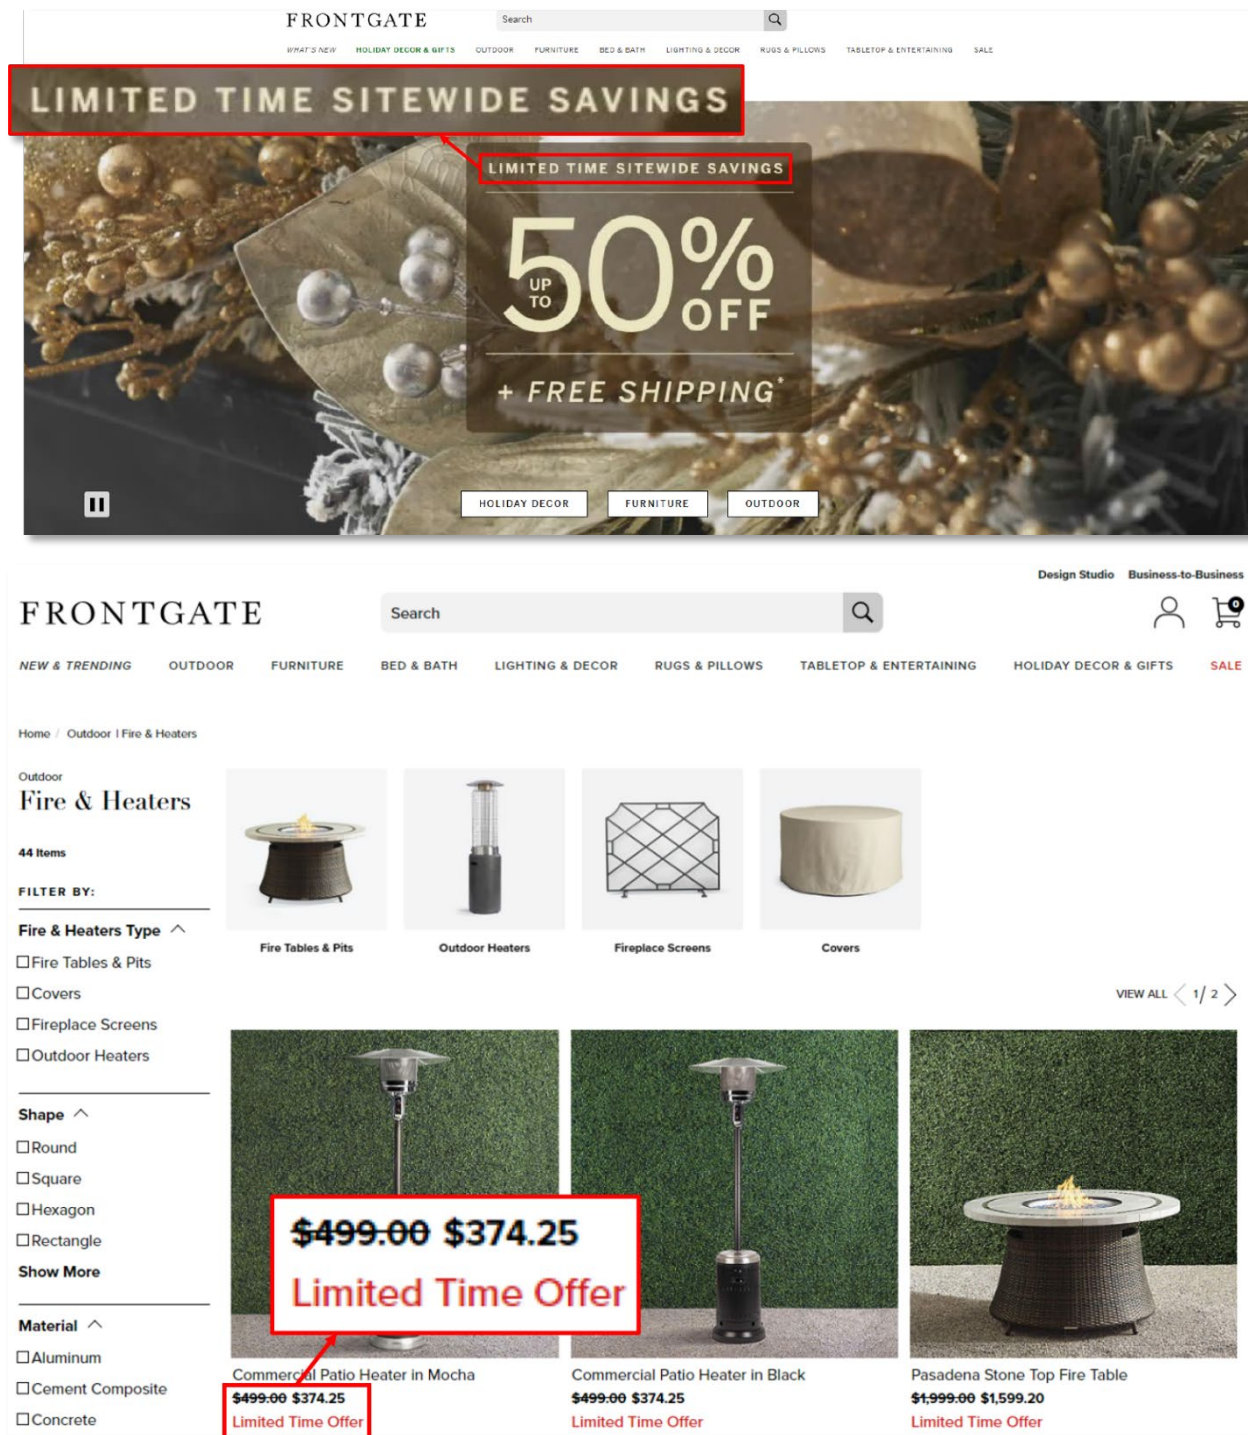 FRONTGATE
Search
WHAT'S NEW HOLIDAY DECOR & GIFTS OUTDOOR FURNITURE BED & BATH LIGHTING & DECOR RUGS & PILLOWS TABLETOP & ENTERTAINING SALE
LIMITED TIME SITEWIDE SAVINGS
LIMITED TIME SITEWIDE SAVINGS
UP TO 50% OFF
+ FREE SHIPPING*
HOLIDAY DECOR FURNITURE OUTDOOR
Design Studio Business-to-Business
FRONTGATE
Search
0
NEW & TRENDING OUTDOOR FURNITURE BED & BATH LIGHTING & DECOR RUGS & PILLOWS TABLETOP & ENTERTAINING HOLIDAY DECOR & GIFTS SALE
Home / Outdoor | Fire & Heaters
Outdoor
Fire & Heaters
44 Items
FILTER BY:
Fire & Heaters Type
Fire Tables & Pits
Covers
Fireplace Screens
Outdoor Heaters
Fire Tables & Pits Outdoor Heaters Fireplace Screens Covers
VIEW ALL 1/ 2
Shape
Round
Square
Hexagon
Rectangle
Show More
Material
Aluminum
Cement Composite
Concrete
$499.00 $374.25
Limited Time Offer
Commercial Patio Heater in Mocha
$499.00 $374.25
Limited Time Offer
Commercial Patio Heater in Black
$499.00 $374.25
Limited Time Offer
Pasadena Stone Top Fire Table
$1,999.00 $1,599.20
Limited Time Offer